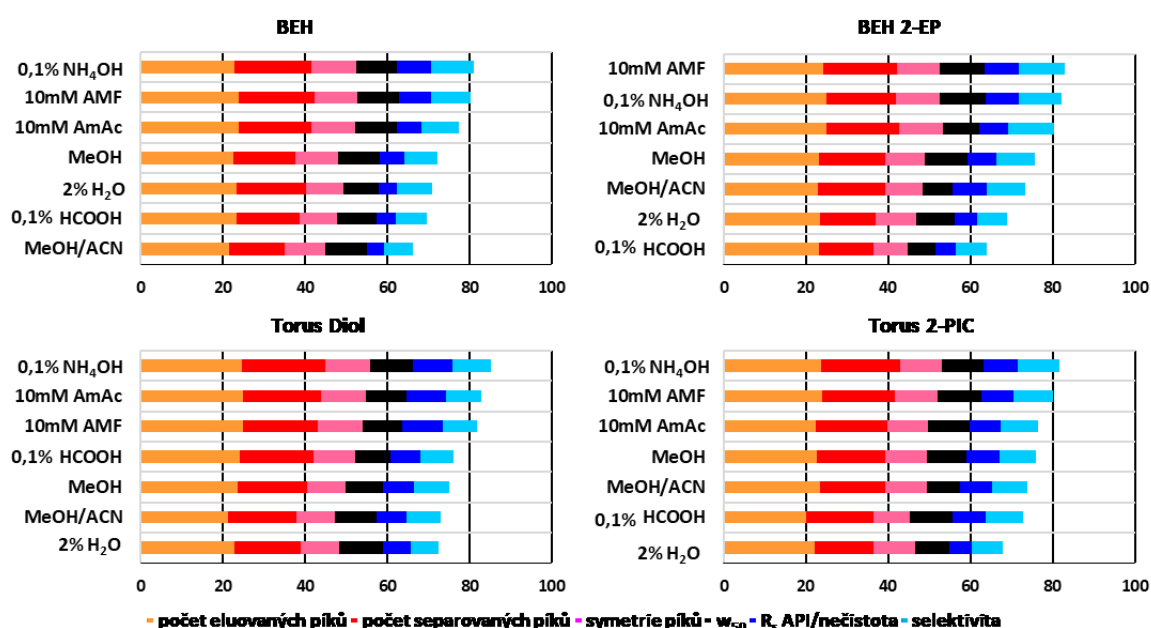 BEH
0,1% NH₄OH
10mM AMF
10mM AmAc
MeOH
2% H₂O
0,1% HCOOH
MeOH/ACN
0 20 40 60 80 100
BEH 2-EP
10mM AMF
0,1% NH₄OH
10mM AmAc
MeOH
MeOH/ACN
2% H₂O
0,1% HCOOH
0 20 40 60 80 100
Torus Diol
0,1% NH₄OH
10mM AmAc
10mM AMF
0,1% HCOOH
MeOH
MeOH/ACN
2% H₂O
0 20 40 60 80 100
Torus 2-PIC
0,1% NH₄OH
10mM AMF
10mM AmAc
MeOH
MeOH/ACN
0,1% HCOOH
2% H₂O
0 20 40 60 80 100
počet eluovaných píků počet separovaných píků symetrie píků w₅₀ Rₛ API/nečistota selektivita